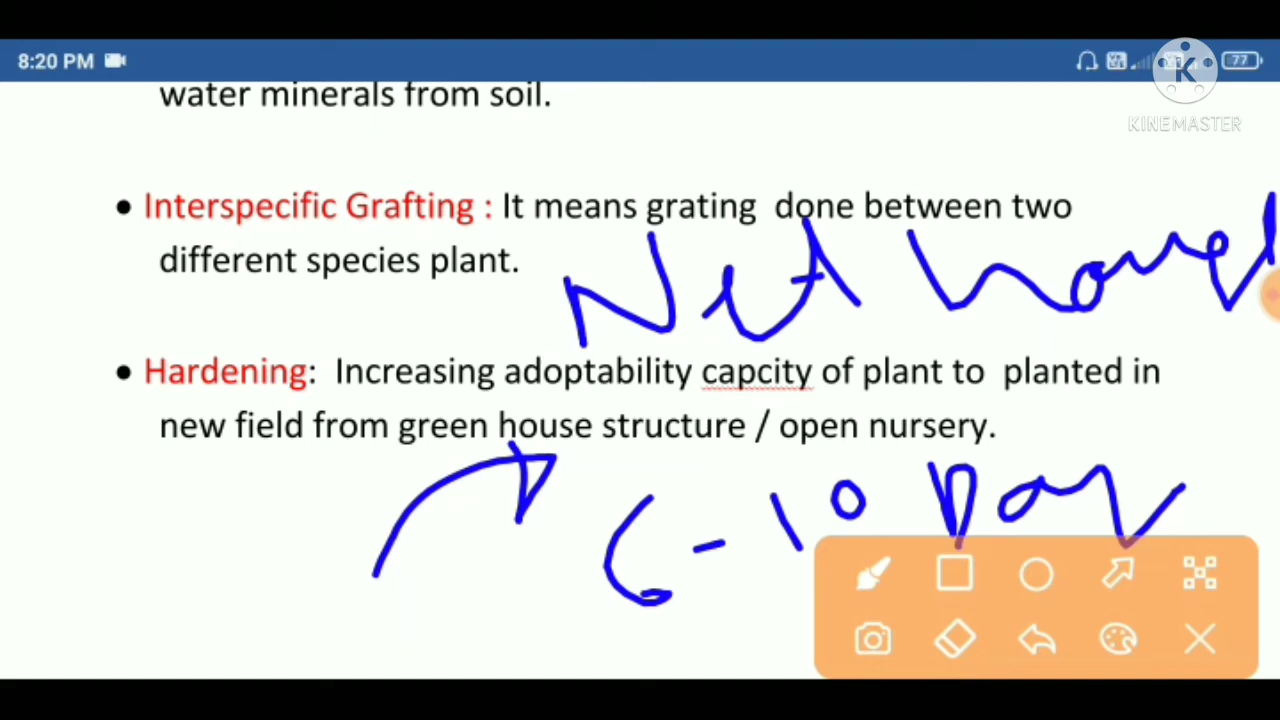 8:20 PM
77
K
KINEMASTER
water minerals from soil.
• Interspecific Grafting : It means grating done between two
different species plant.
Net
• Hardening: Increasing adoptability capcity of plant to planted in
new field from green house structure / open nursery.
6-10 Day